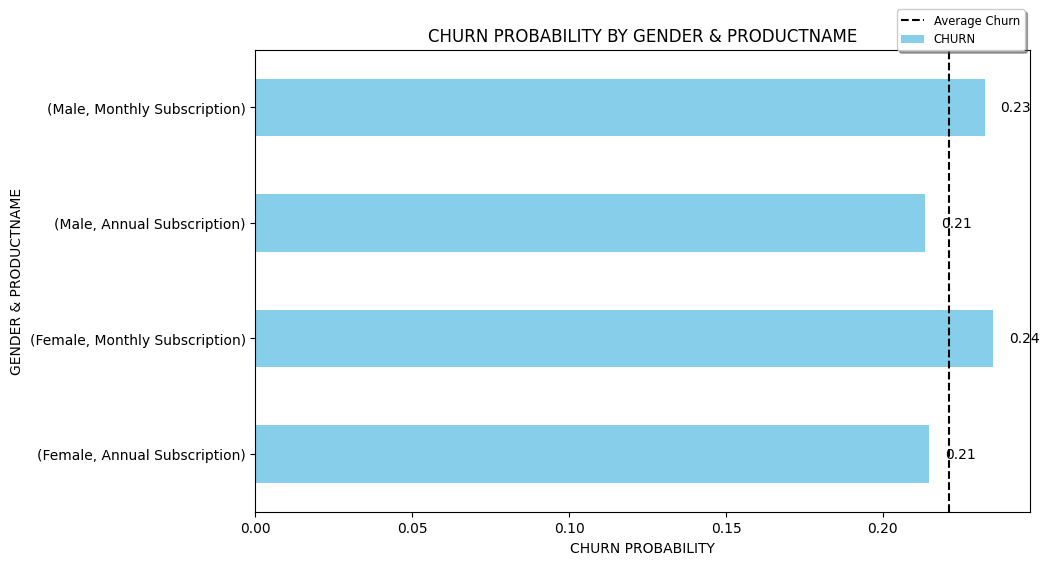 Average Churn
CHURN
CHURN PROBABILITY BY GENDER & PRODUCTNAME
GENDER & PRODUCTNAME
(Male, Monthly Subscription)
0.23
(Male, Annual Subscription)
0.21
(Female, Monthly Subscription)
0.24
(Female, Annual Subscription)
0.21
0.00 0.05 0.10 0.15 0.20
CHURN PROBABILITY